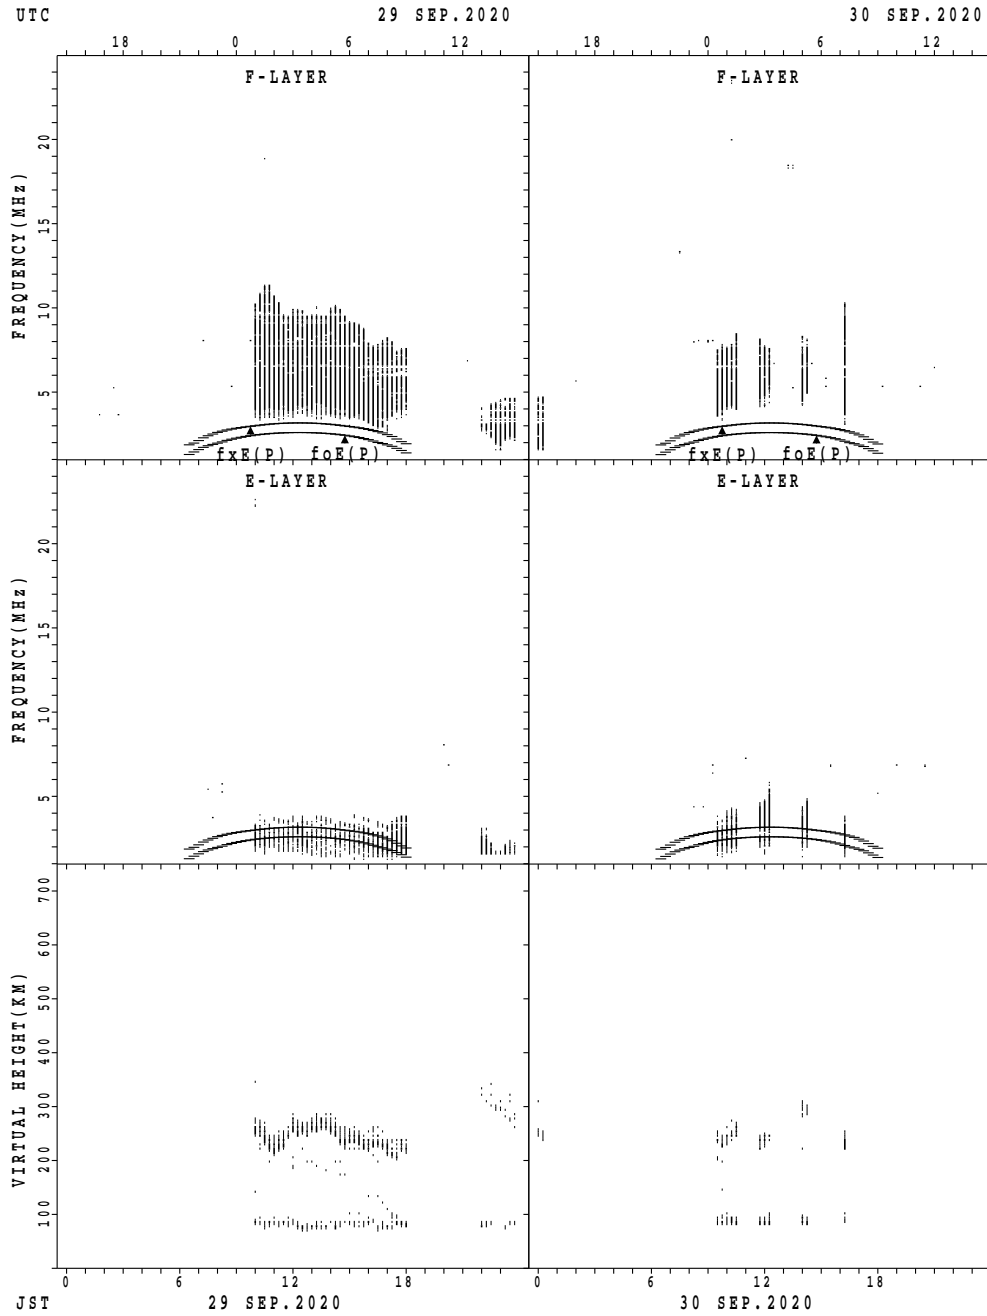 UTC 29 SEP.2020 30 SEP.2020
18 0 6 12 18 0 6 12
F-LAYER F-LAYER
FREQUENCY(MHz)
20
15
10
5
fxE(P) foE(P) fxE(P) foE(P)
E-LAYER E-LAYER
FREQUENCY(MHz)
20
15
10
5
VIRTUAL HEIGHT(KM)
700
600
500
400
300
200
100
0 6 12 18 0 6 12 18
JST 29 SEP.2020 30 SEP.2020